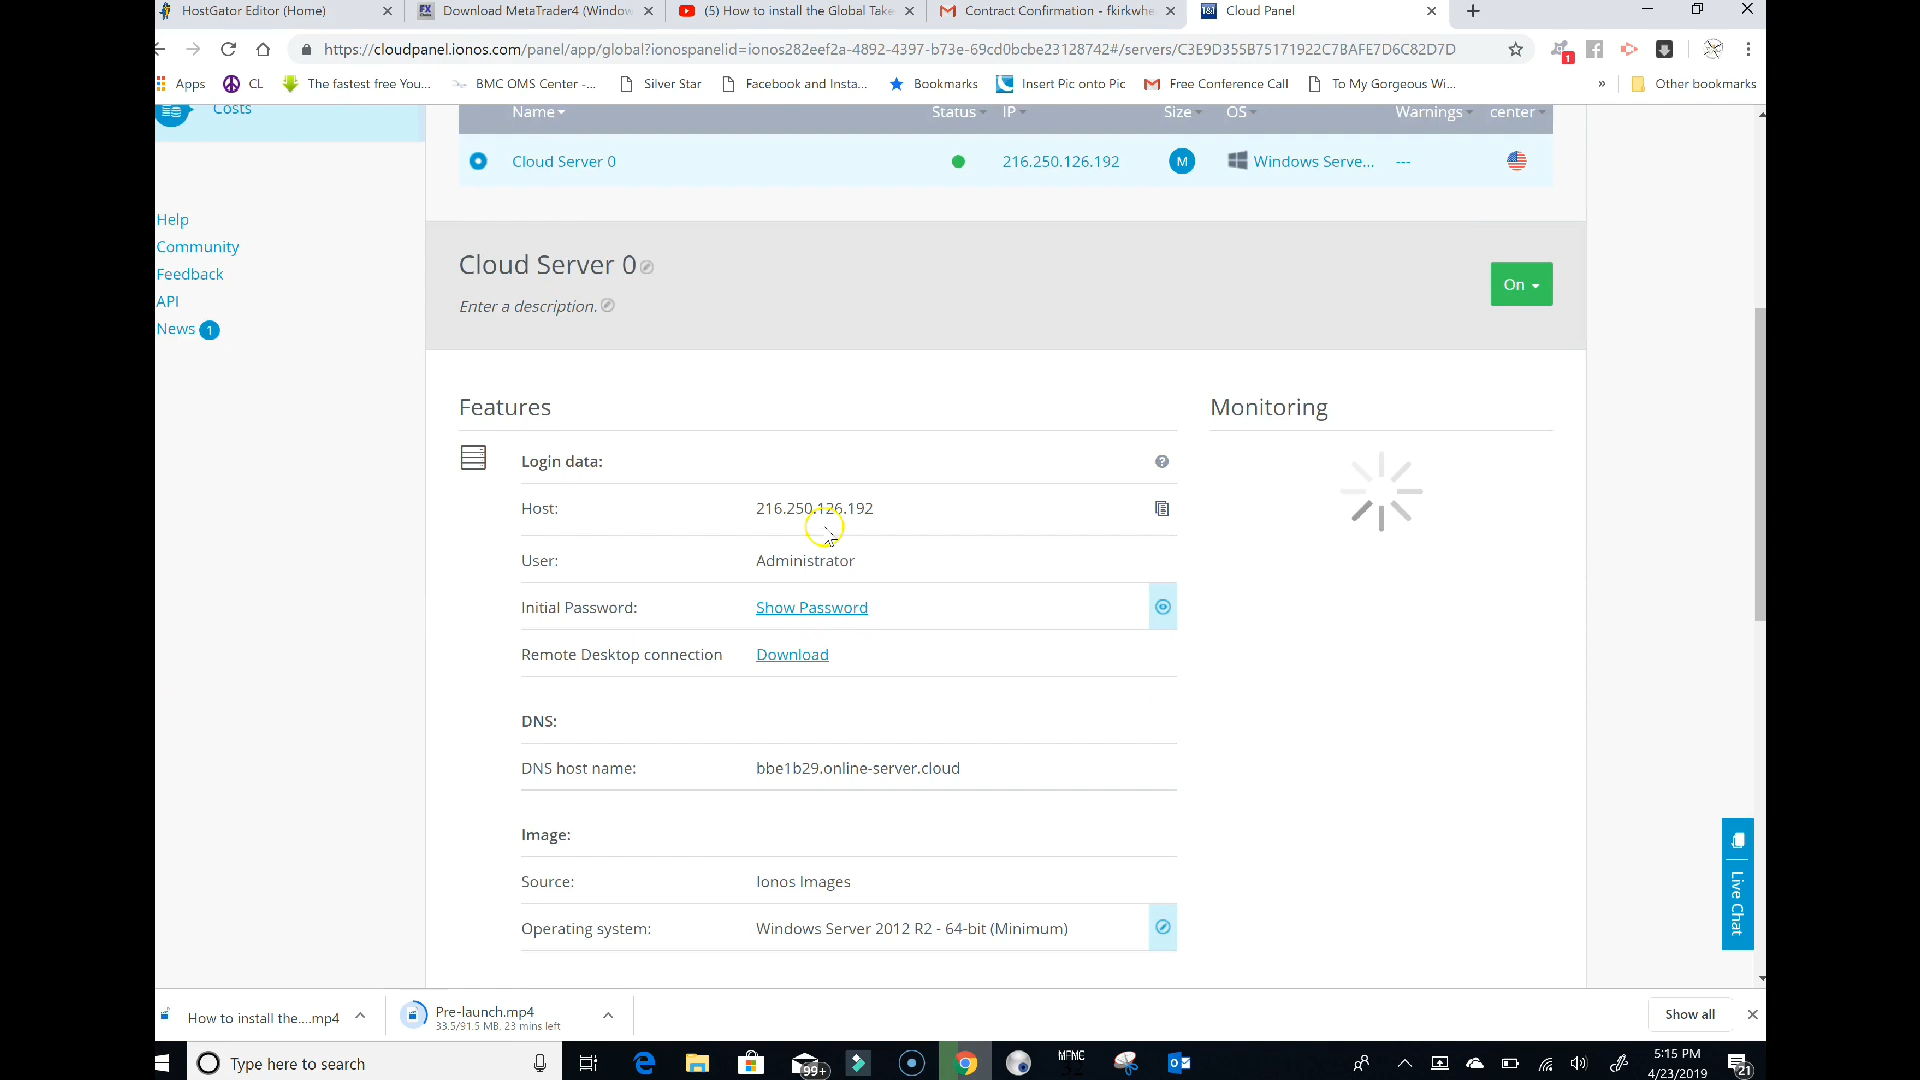 HostGator Editor (Home)
Download MetaTrader4 (Window
(5) How to install the Global Take
Contract Confirmation - fkirkwhe
1&1
Cloud Panel
https://cloudpanel.ionos.com/panel/app/global?ionospanelid=ionos282eef2a-4892-4397-b73e-69cd0bcbe23128742#/servers/C3E9D355B75171922C7BAFE7D6C82D7D
1
Apps
CL
The fastest free You...
BMC OMS Center -...
Silver Star
Facebook and Insta...
Bookmarks
Insert Pic onto Pic
Free Conference Call
To My Gorgeous Wi...
»
Other bookmarks
Costs
Name
Status
IP
Size
OS
Warnings
center
Cloud Server 0
216.250.126.192
M
Windows Serve...
---
Help
Community
Feedback
API
News 1
Cloud Server 0
Enter a description.
On
Features
Monitoring
Login data:
Host:
216.250.126.192
User:
Administrator
Initial Password:
Show Password
Remote Desktop connection
Download
DNS:
DNS host name:
bbe1b29.online-server.cloud
Image:
Source:
Ionos Images
Operating system:
Windows Server 2012 R2 - 64-bit (Minimum)
Live Chat
How to install the....mp4
Pre-launch.mp4
33.5/91.5 MB, 23 mins left
Show all
Type here to search
99+
5:15 PM
4/23/2019
21